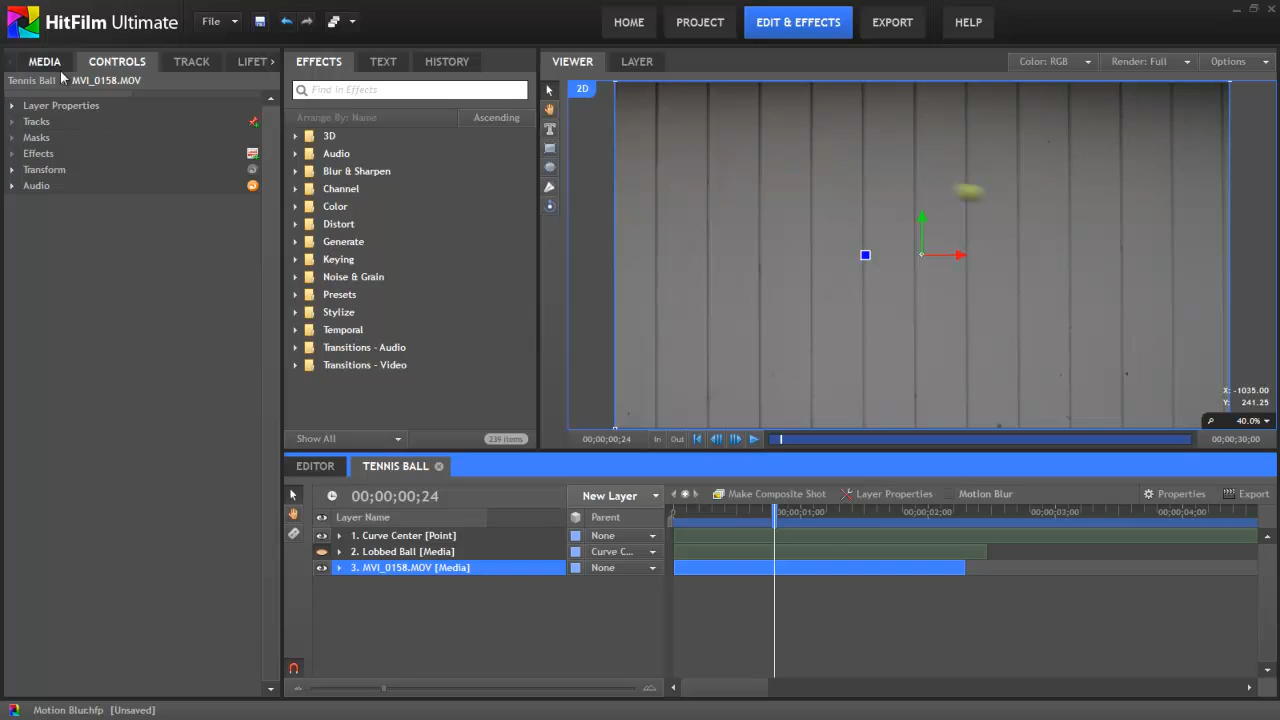 HitFilm Ultimate
File
HOME
PROJECT
EDIT & EFFECTS
EXPORT
HELP
MEDIA
CONTROLS
TRACK
LIFET
Tennis Ball
MVI_0158.MOV
Layer Properties
Tracks
Masks
Effects
Transform
Audio
EFFECTS
TEXT
HISTORY
Find in Effects
Arrange By: Name
Ascending
3D
Audio
Blur & Sharpen
Channel
Color
Distort
Generate
Keying
Noise & Grain
Presets
Stylize
Temporal
Transitions - Audio
Transitions - Video
Show All
239 items
VIEWER
LAYER
Color: RGB
Render: Full
Options
2D
X: -1035.00
Y: 241.25
40.0%
00;00;00;24
In
Out
00;00;30;00
EDITOR
TENNIS BALL
00;00;00;24
New Layer
Make Composite Shot
Layer Properties
Motion Blur
Properties
Export
Layer Name
Parent
0
00;00;01;00
00;00;02;00
00;00;03;00
00;00;04;00
1. Curve Center [Point]
None
2. Lobbed Ball [Media]
Curve C...
3. MVI_0158.MOV [Media]
None
Motion Blur.hfp [Unsaved]